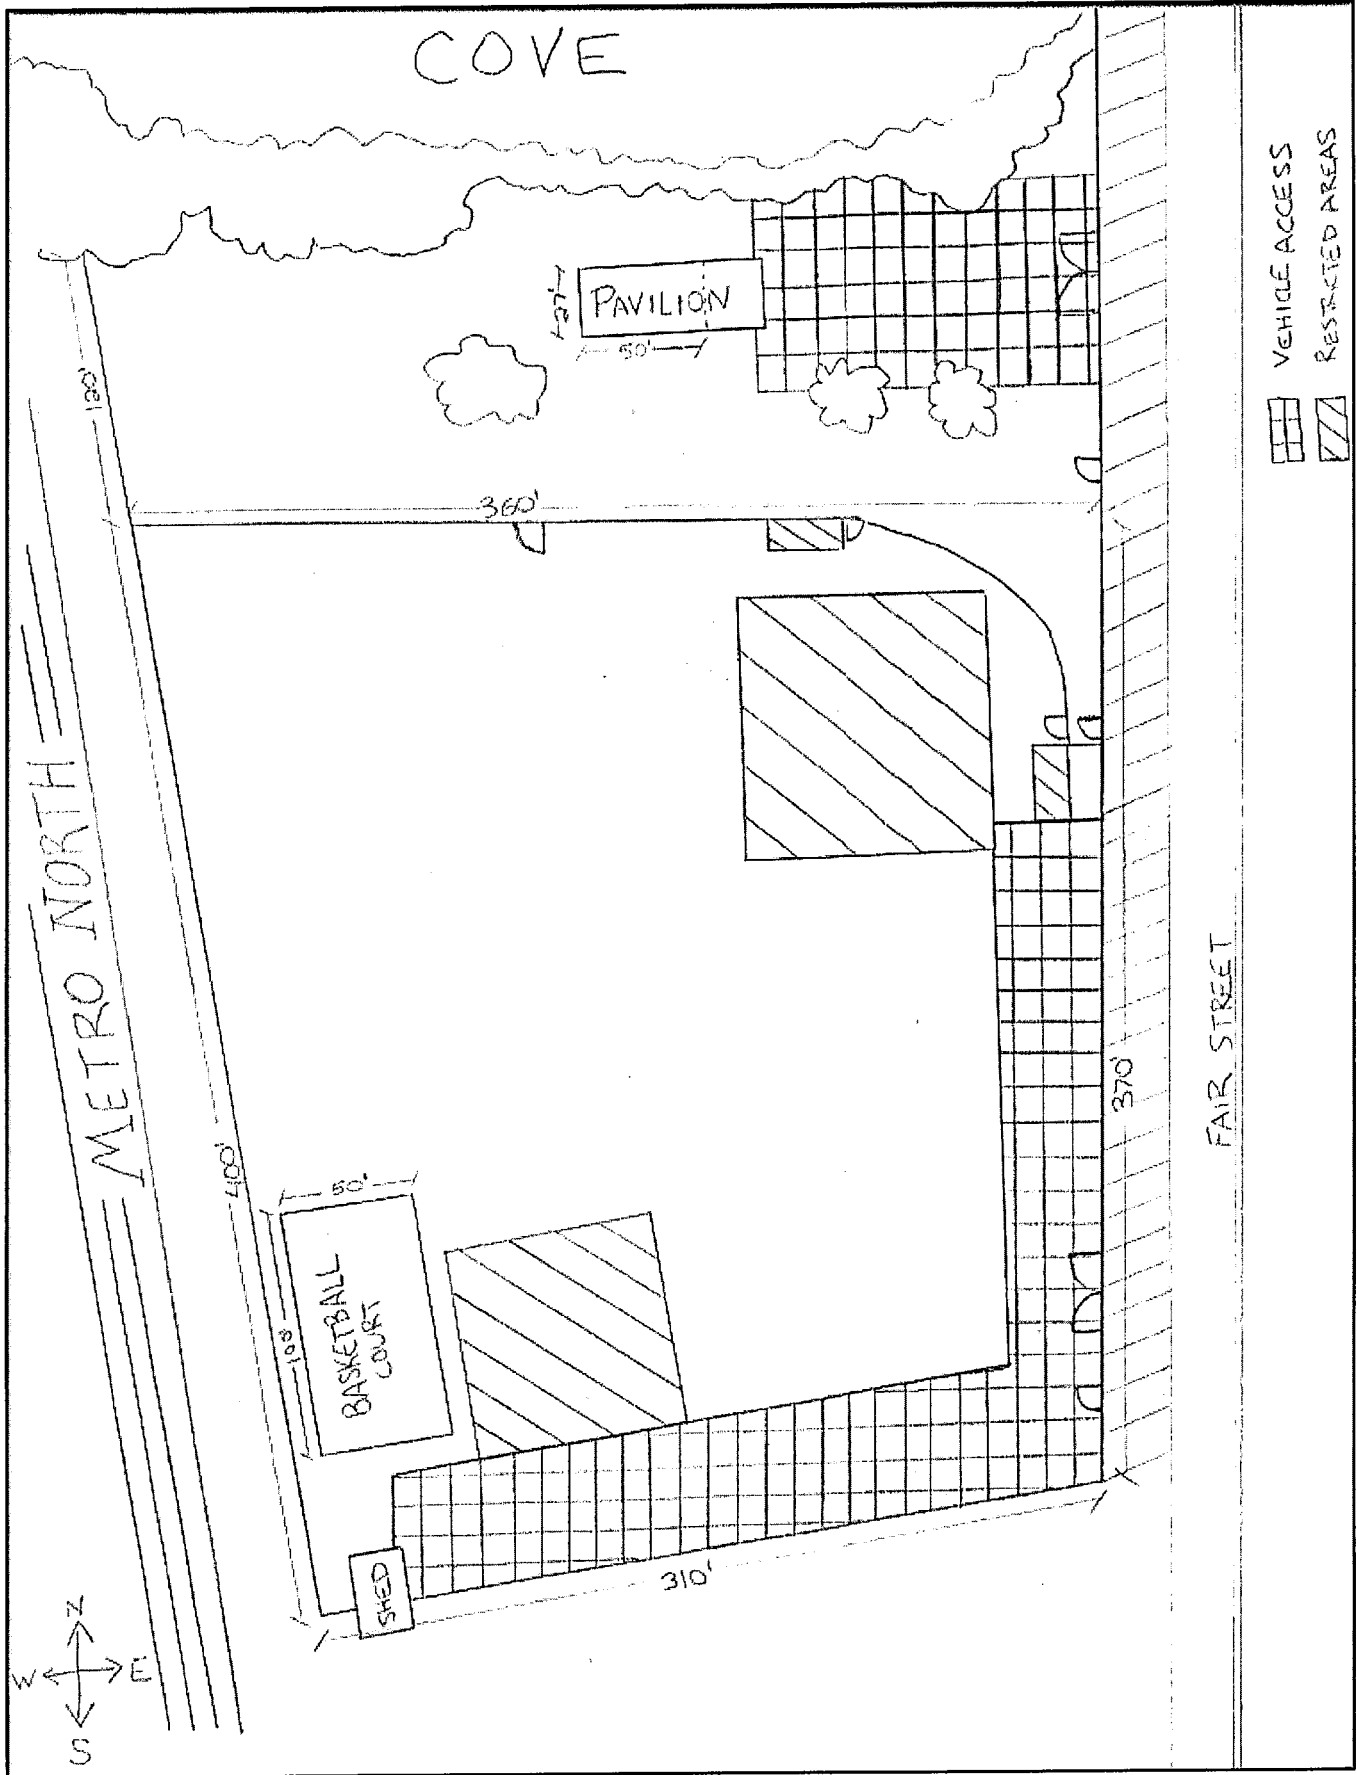 COVE
METRO NORTH
120'
27'
PAVILION
50'
360'
400'
50'
100'
BASKETBALL
COURT
SHED
310'
370'
FAIR STREET
VEHICLE ACCESS
RESTRICTED AREAS
N
W
E
S